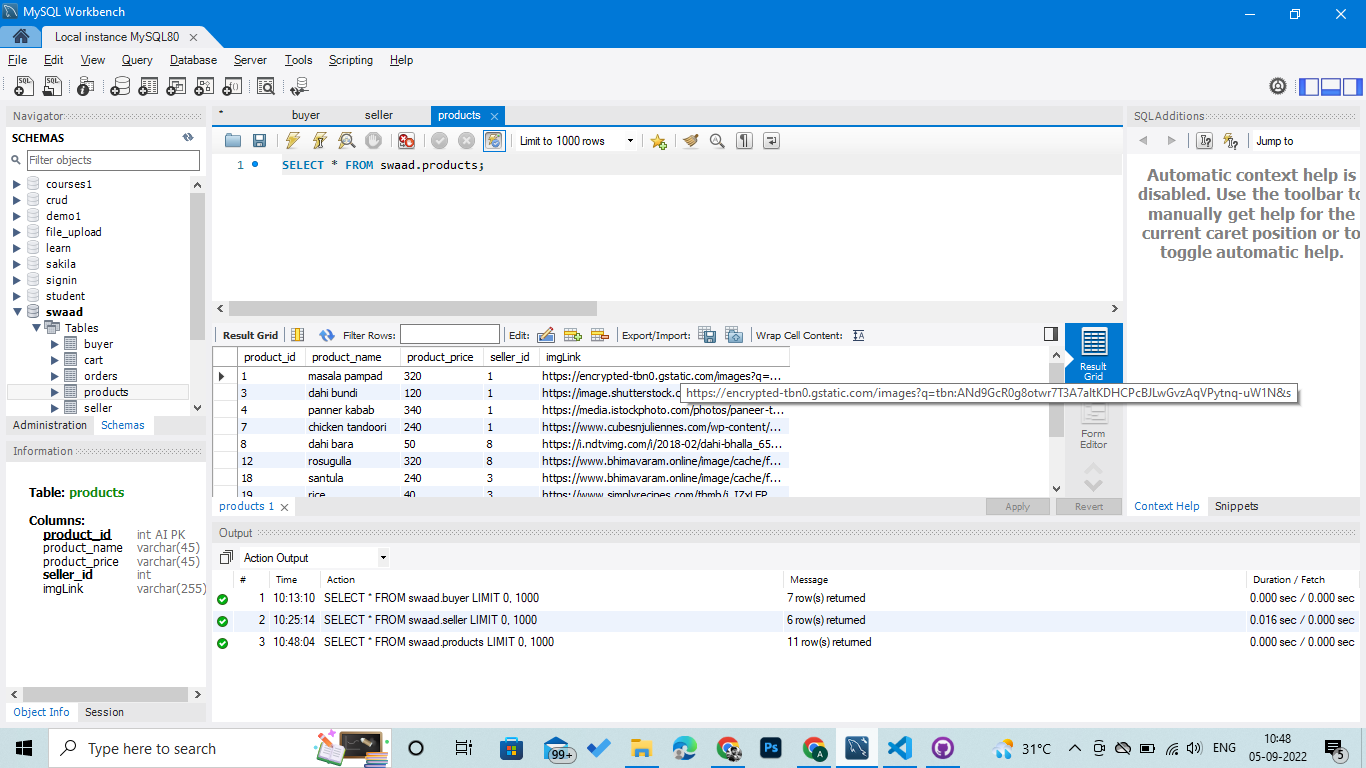 MySQL Workbench
Local instance MySQL80
File Edit View Query Database Server Tools Scripting Help
Navigator
SCHEMAS
Filter objects
courses1
crud
demo1
file_upload
learn
sakila
signin
student
swaad
Tables
buyer
cart
orders
products
seller
Administration Schemas
Information
Table: products
Columns:
product_id int AI PK
product_name varchar(45)
product_price varchar(45)
seller_id int
imgLink varchar(255)
Object Info Session
buyer seller products
Limit to 1000 rows
1 SELECT * FROM swaad.products;
Result Grid Filter Rows: Edit: Export/Import: Wrap Cell Content:
product_id product_name product_price seller_id imgLink
1 masala pampad 320 1 https://encrypted-tbn0.gstatic.com/images?q=...
3 dahi bundi 120 1 https://image.shutterstock.c
https://encrypted-tbn0.gstatic.com/images?q=tbn:ANd9GcR0g8otwr7T3A7altKDHCPcBJLwGvzAqVPytnq-uW1N&s
4 panner kabab 340 1 https://media.istockphoto.com/photos/paneer-t...
7 chicken tandoori 240 1 https://www.cubesnjuliennes.com/wp-content/...
8 dahi bara 50 8 https://i.ndtvimg.com/i/2018-02/dahi-bhalla_65...
12 rosugulla 320 8 https://www.bhimavaram.online/image/cache/f...
18 santula 240 3 https://www.bhimavaram.online/image/cache/f...
19 rice 40 3
Result
Grid
Form
Editor
products 1
Apply Revert
SQLAdditions
Jump to
Automatic context help is
disabled. Use the toolbar to
manually get help for the
current caret position or to
toggle automatic help.
Context Help Snippets
Output
Action Output
# Time Action Message Duration / Fetch
1 10:13:10 SELECT * FROM swaad.buyer LIMIT 0, 1000 7 row(s) returned 0.000 sec / 0.000 sec
2 10:25:14 SELECT * FROM swaad.seller LIMIT 0, 1000 6 row(s) returned 0.016 sec / 0.000 sec
3 10:48:04 SELECT * FROM swaad.products LIMIT 0, 1000 11 row(s) returned 0.000 sec / 0.000 sec
Type here to search
99+
Ps
A
31°C
ENG
10:48
05-09-2022
5